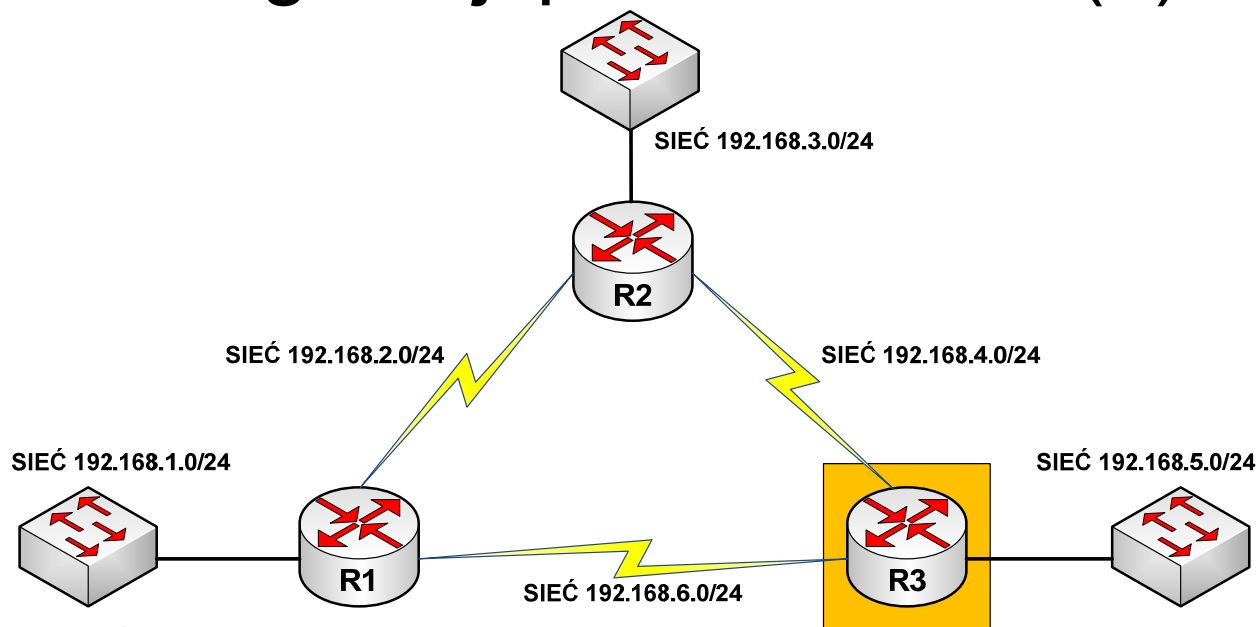 SIEĆ 192.168.3.0/24
R2
SIEĆ 192.168.2.0/24
SIEĆ 192.168.4.0/24
SIEĆ 192.168.1.0/24
SIEĆ 192.168.5.0/24
R1
R3
SIEĆ 192.168.6.0/24